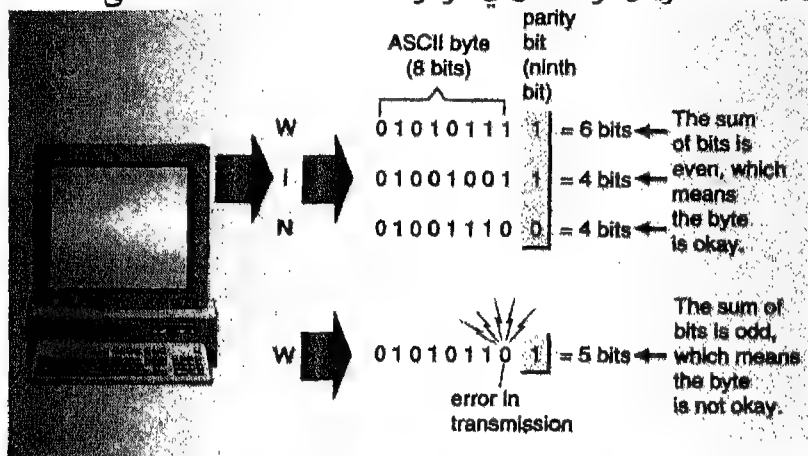 parity
bit
(ninth
bit)
ASCII byte
(8 bits)
W 01010111 1 = 6 bits
I 01001001 1 = 4 bits
N 01001110 0 = 4 bits
The sum
of bits is
even, which
means
the byte
is okay.
W 01010110 1 = 5 bits
error in
transmission
The sum of
bits is odd,
which means
the byte
is not okay.